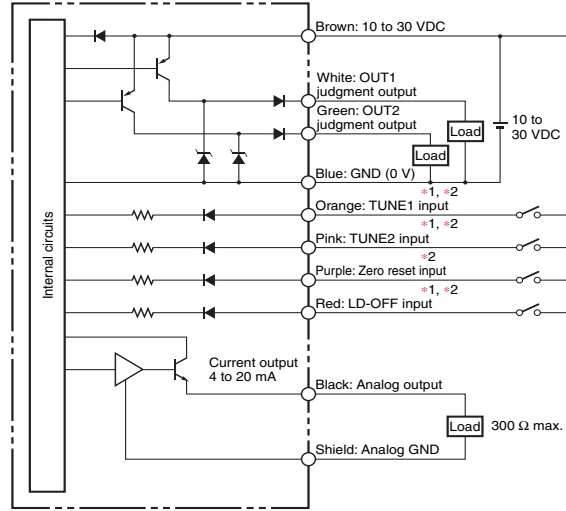 Brown: 10 to 30 VDC
White: OUT1
judgment output
Green: OUT2
judgment output
Load
Load
10 to
30 VDC
Blue: GND (0 V)
*1, *2
Orange: TUNE1 input
*1, *2
Pink: TUNE2 input
*2
Purple: Zero reset input
*1, *2
Red: LD-OFF input
Internal circuits
Current output
4 to 20 mA
Black: Analog output
Load
300 Ω max.
Shield: Analog GND